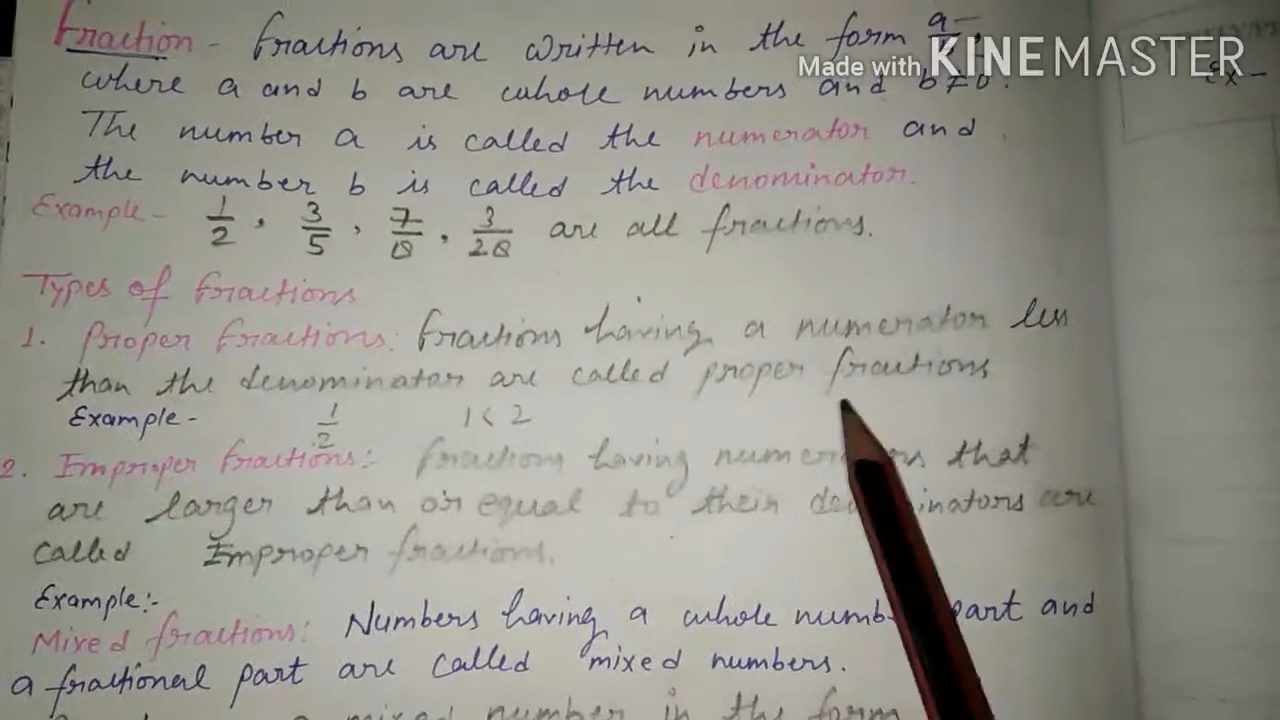 Fraction - fractions are written in the form a
Made with KINEMASTER
where a and b are whole numbers and b ≠ 0.
Ex -
The number a is called the numerator and
the number b is called the denominator.
Example - 1/2, 3/5, 7/8, 3/28 are all fractions.
Types of fractions
1. Proper fractions: fractions having a numerator less
than the denominator are called proper fractions
Example - 1/2 1 < 2
2. Improper fractions:- fractions having that
are larger than or equal to their are
called Improper fractions.
Example:-
Mixed fractions: Numbers having a whole part and
a fractional part are called mixed numbers.
a mixed number in the form